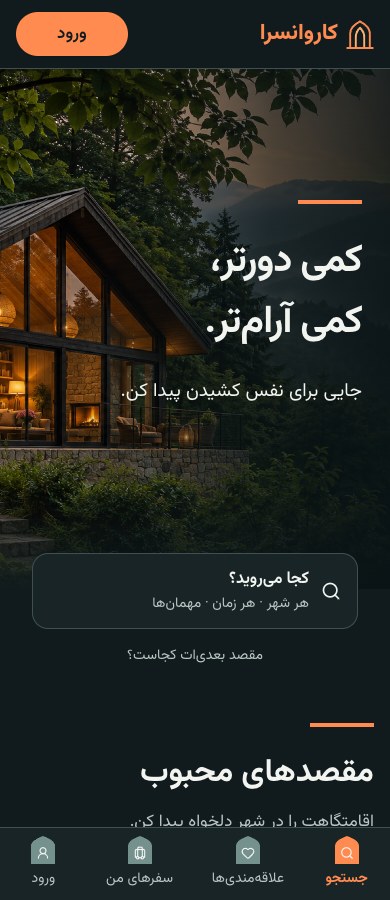 کاروانسرا
ورود
کمی دورتر،
کمی آرام‌تر.
جایی برای نفس کشیدن پیدا کن.
کجا می‌روید؟
هر شهر · هر زمان · مهمان‌ها
مقصد بعدی‌ات کجاست؟
مقصدهای محبوب
اقامتگاهت را در شهر دلخواه پیدا کن.
جستجو
علاقه‌مندی‌ها
سفرهای من
ورود